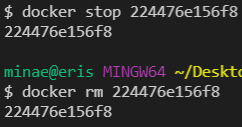 $ docker stop 224476e156f8
224476e156f8
minae@eris MINGW64 ~/Deskto
$ docker rm 224476e156f8
224476e156f8